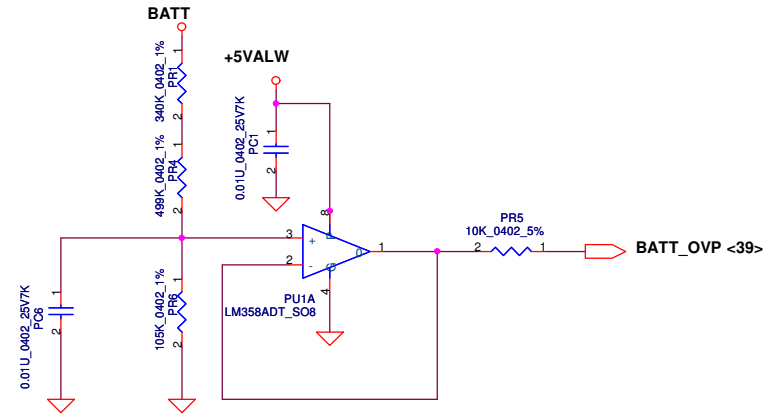 BATT
1
340K_0402_1%
PR1
2
1
499K_0402_1%
PR4
2
+5VALW
0.01U_0402_25V7K
PC1
1
2
8
3
+
2
-
0
1
4
PU1A
LM358ADT_SO8
PR5
10K_0402_5%
2
1
BATT_OVP <39>
0.01U_0402_25V7K
PC6
1
2
105K_0402_1%
PR6
1
2